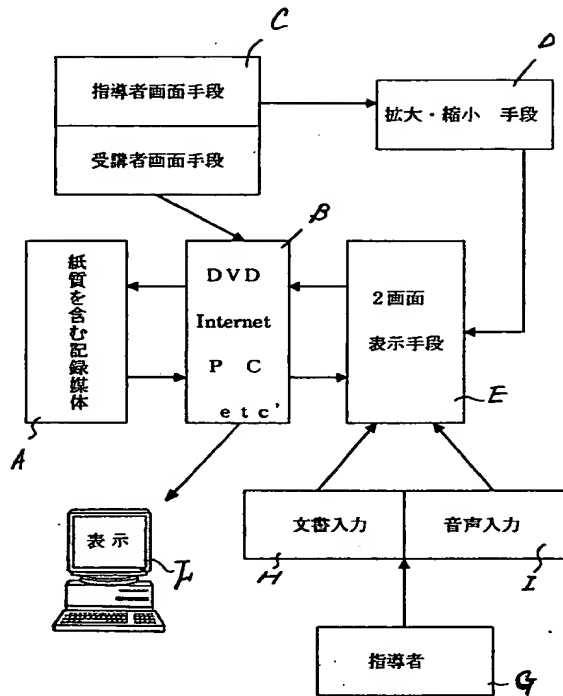 C
D
指導者画面手段
拡大・縮小 手段
受講者画面手段
B
紙質を含む記録媒体
DVD
Internet
PC
etc'
2画面
表示手段
E
A
表示
F
文書入力
音声入力
H
I
指導者
G